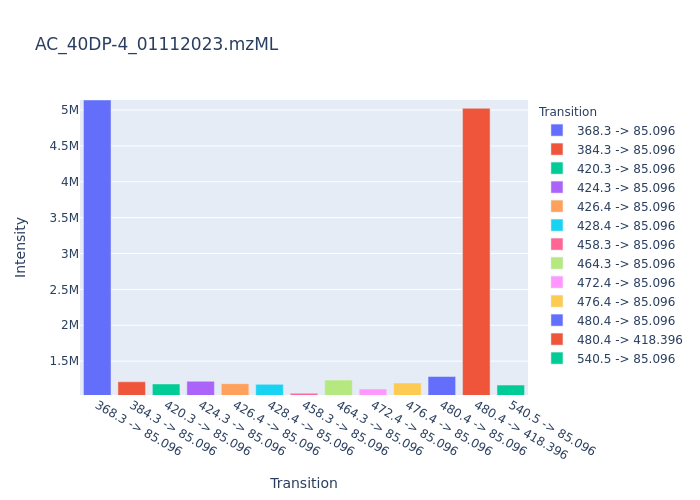 AC_40DP-4_01112023.mzML
5M
4.5M
4M
3.5M
3M
2.5M
2M
1.5M
Intensity
368.3 -> 85.096
384.3 -> 85.096
420.3 -> 85.096
424.3 -> 85.096
426.4 -> 85.096
428.4 -> 85.096
458.3 -> 85.096
464.3 -> 85.096
472.4 -> 85.096
476.4 -> 85.096
480.4 -> 85.096
480.4 -> 418.396
540.5 -> 85.096
Transition
Transition
368.3 -> 85.096
384.3 -> 85.096
420.3 -> 85.096
424.3 -> 85.096
426.4 -> 85.096
428.4 -> 85.096
458.3 -> 85.096
464.3 -> 85.096
472.4 -> 85.096
476.4 -> 85.096
480.4 -> 85.096
480.4 -> 418.396
540.5 -> 85.096